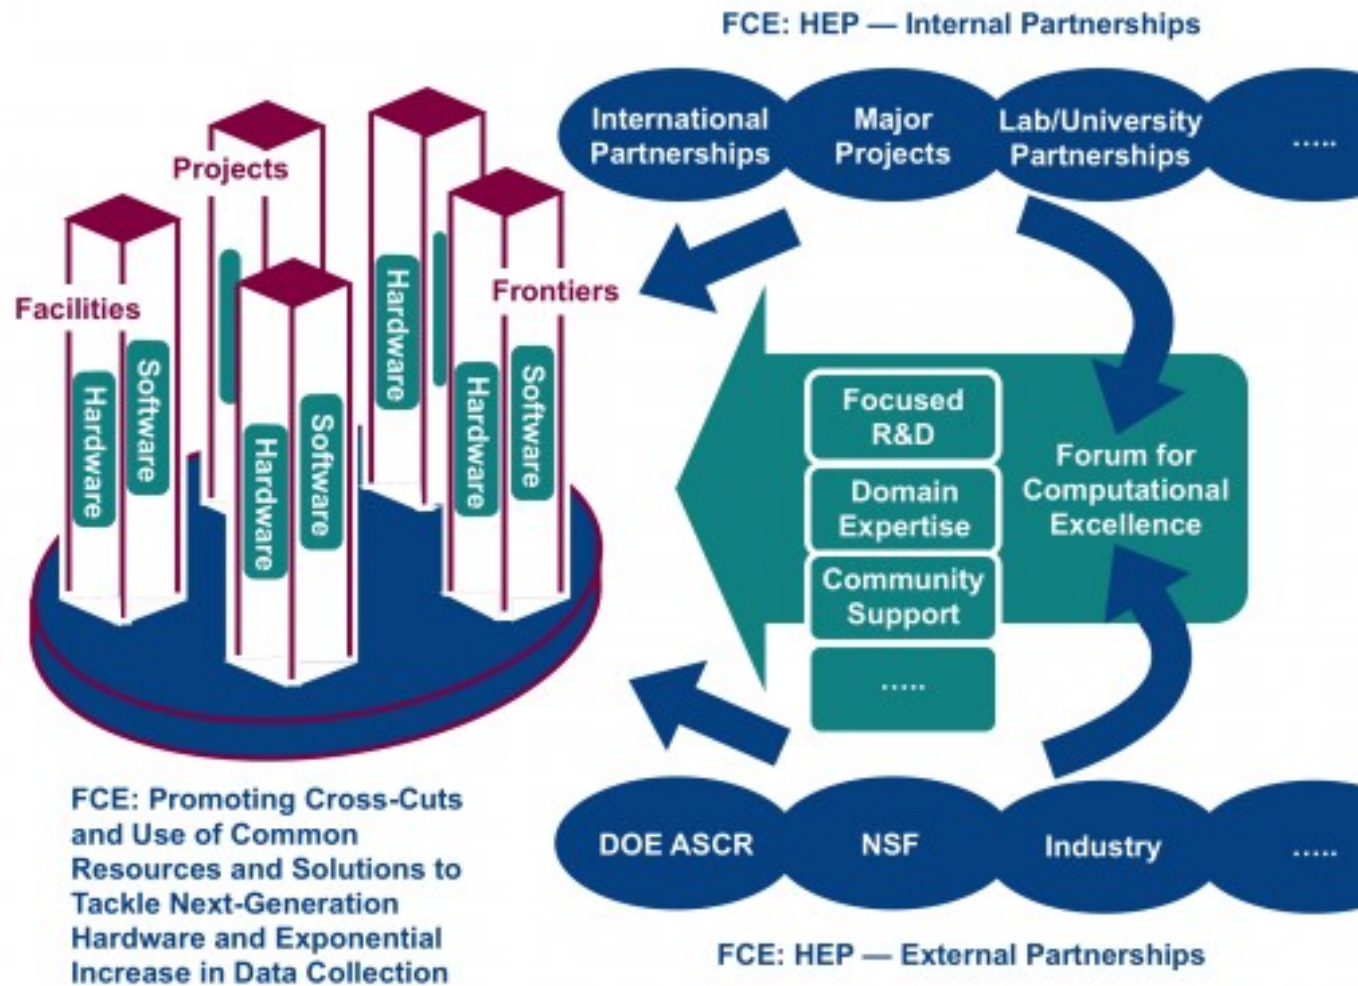 FCE: HEP — Internal Partnerships
International
Partnerships
Major
Projects
Lab/University
Partnerships
.....
Projects
Facilities
Frontiers
Hardware
Software
Hardware
Software
Hardware
Hardware
Software
Focused
R&D
Domain
Expertise
Community
Support
.....
Forum for
Computational
Excellence
DOE ASCR
NSF
Industry
.....
FCE: HEP — External Partnerships
FCE: Promoting Cross-Cuts
and Use of Common
Resources and Solutions to
Tackle Next-Generation
Hardware and Exponential
Increase in Data Collection